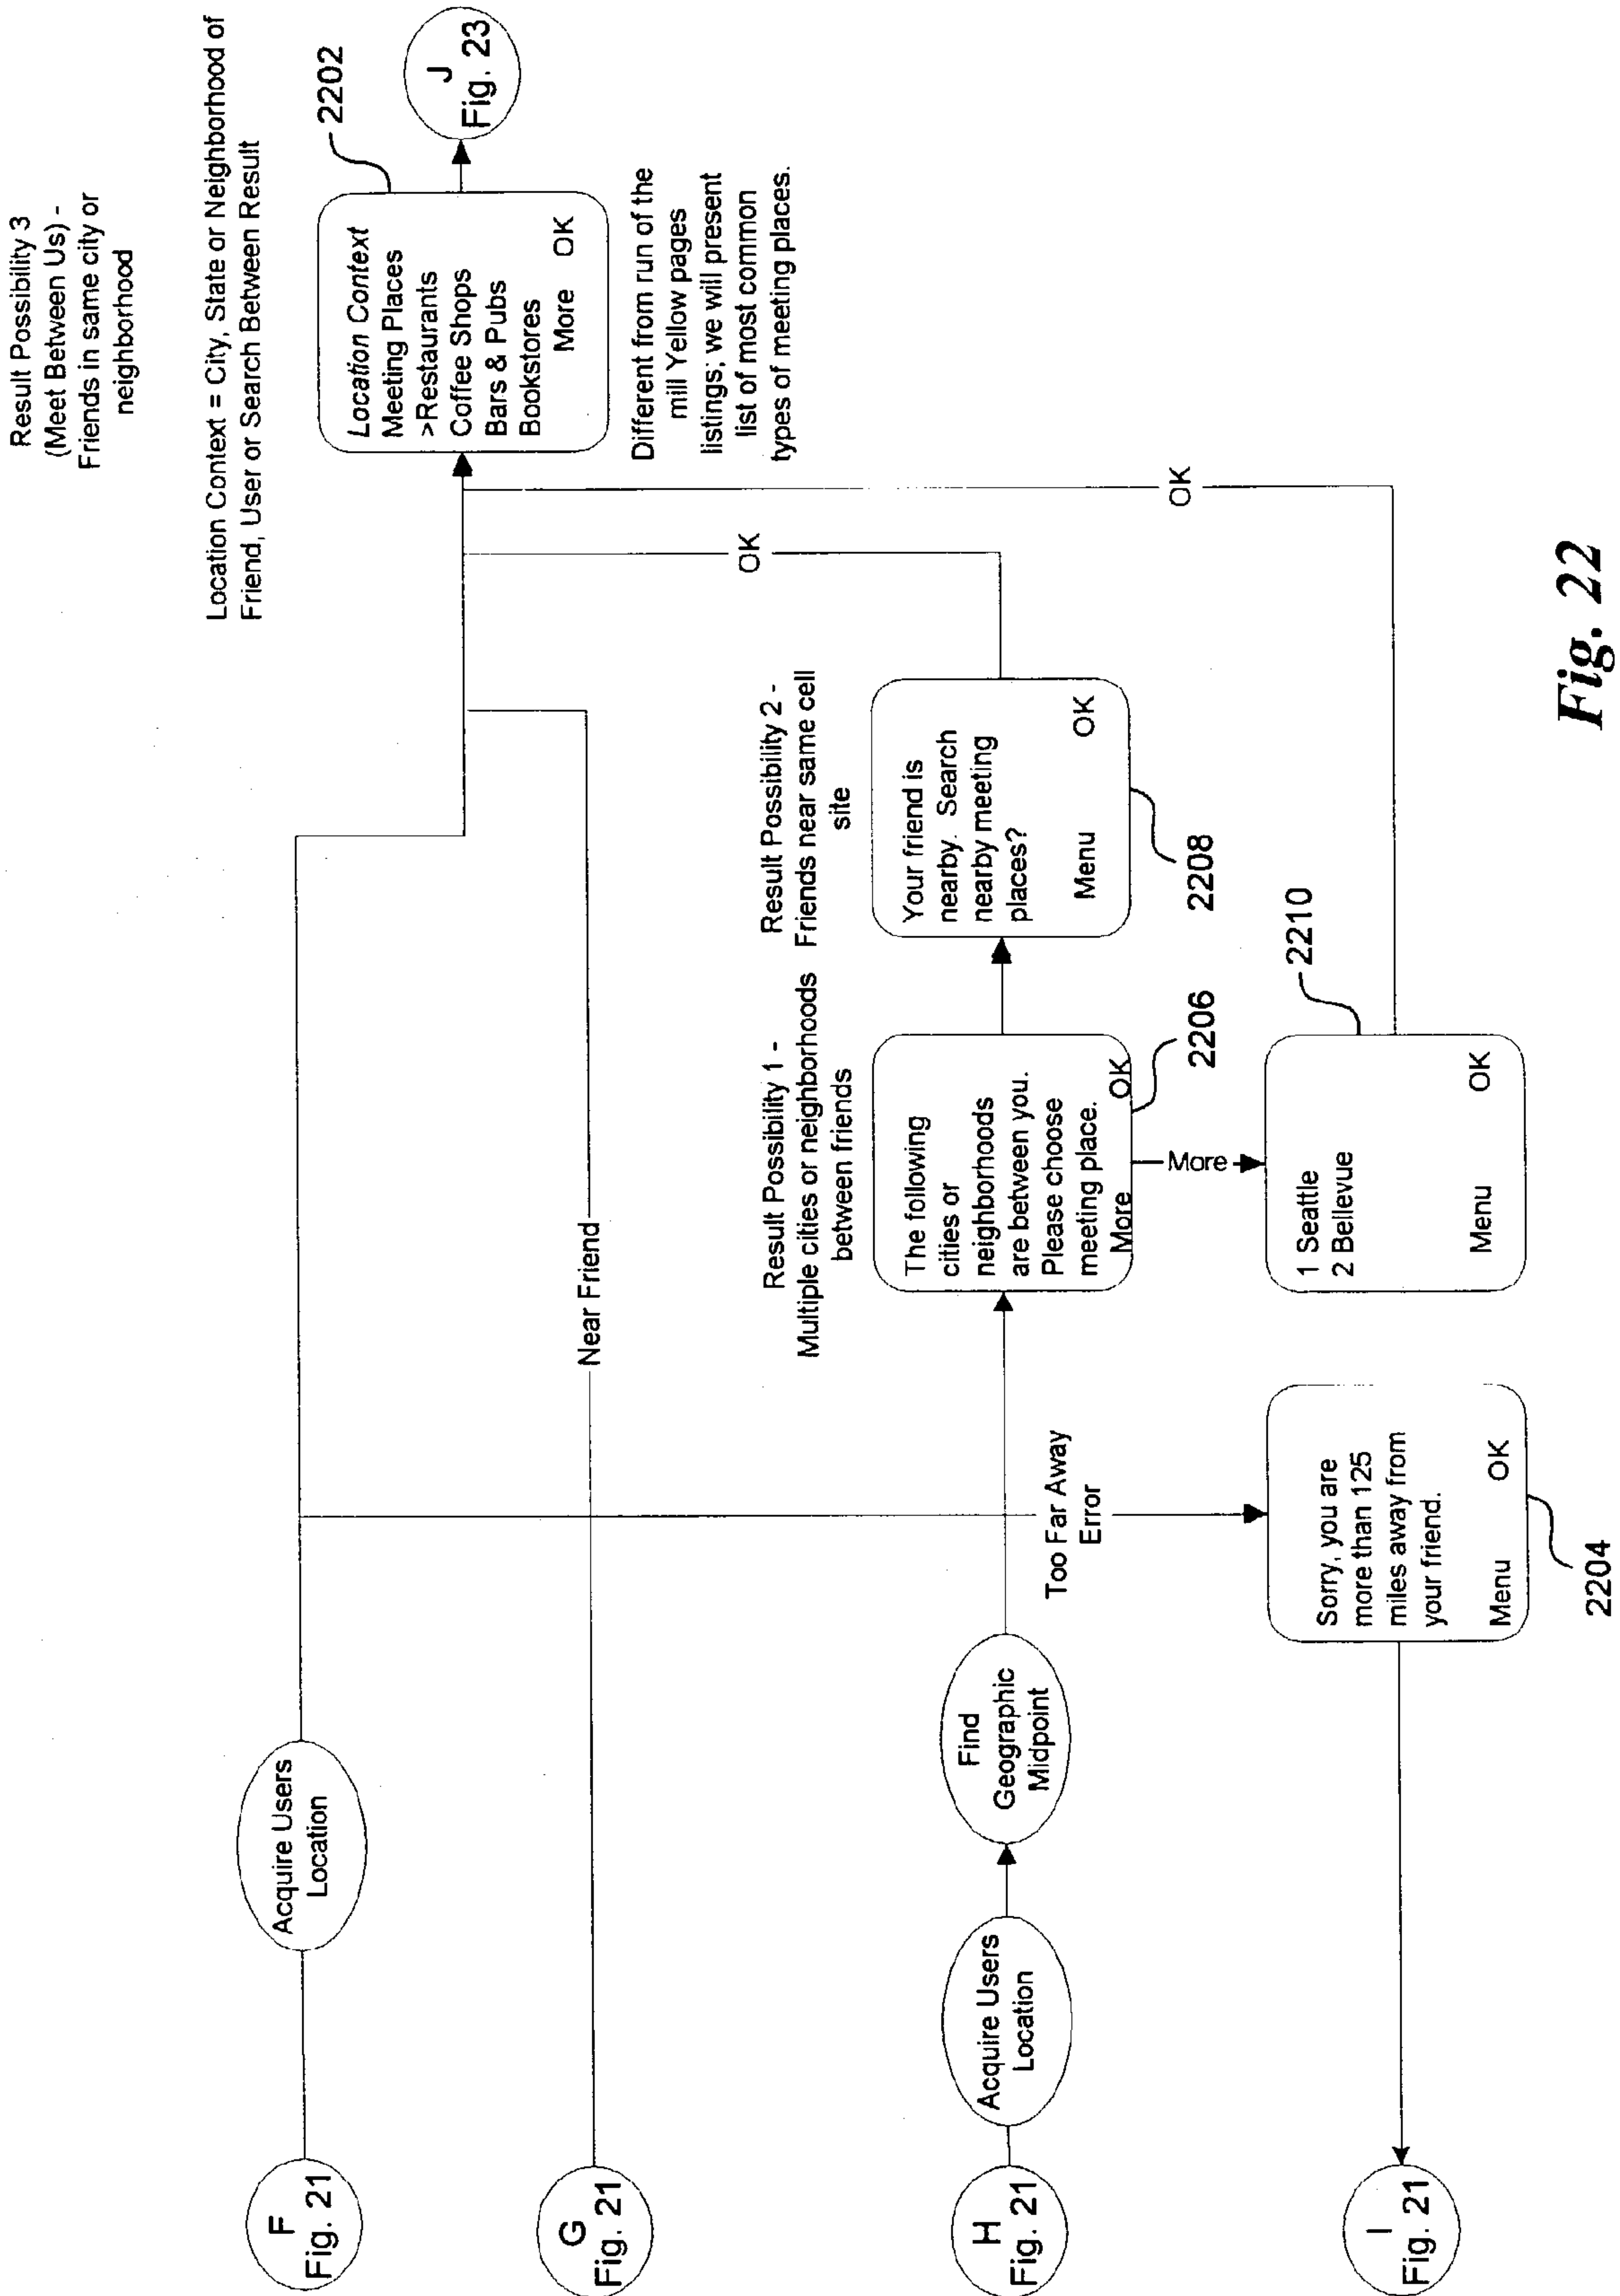 Result Possibility 3
(Meet Between Us) -
Friends in same city or
neighborhood
Location Context = City, State or Neighborhood of
Friend, User or Search Between Result
F
Fig. 21
Acquire Users
Location
2202
Location Context
Meeting Places
>Restaurants
Coffee Shops
Bars & Pubs
Bookstores
More OK
J
Fig. 23
Different from run of the
mill Yellow pages
listings; we will present
list of most common
types of meeting places.
G
Fig. 21
Near Friend
OK
OK
H
Fig. 21
Acquire Users
Location
Find
Geographic
Midpoint
Result Possibility 1 -
Multiple cities or neighborhoods
between friends
The following
cities or
neighborhoods
are between you.
Please choose
meeting place.
More OK
2206
Result Possibility 2 -
Friends near same cell
site
Your friend is
nearby. Search
nearby meeting
places?
Menu OK
2208
Too Far Away
Error
More
I
Fig. 21
Sorry, you are
more than 125
miles away from
your friend.
Menu OK
2204
2210
1 Seattle
2 Bellevue
Menu OK
Fig. 22